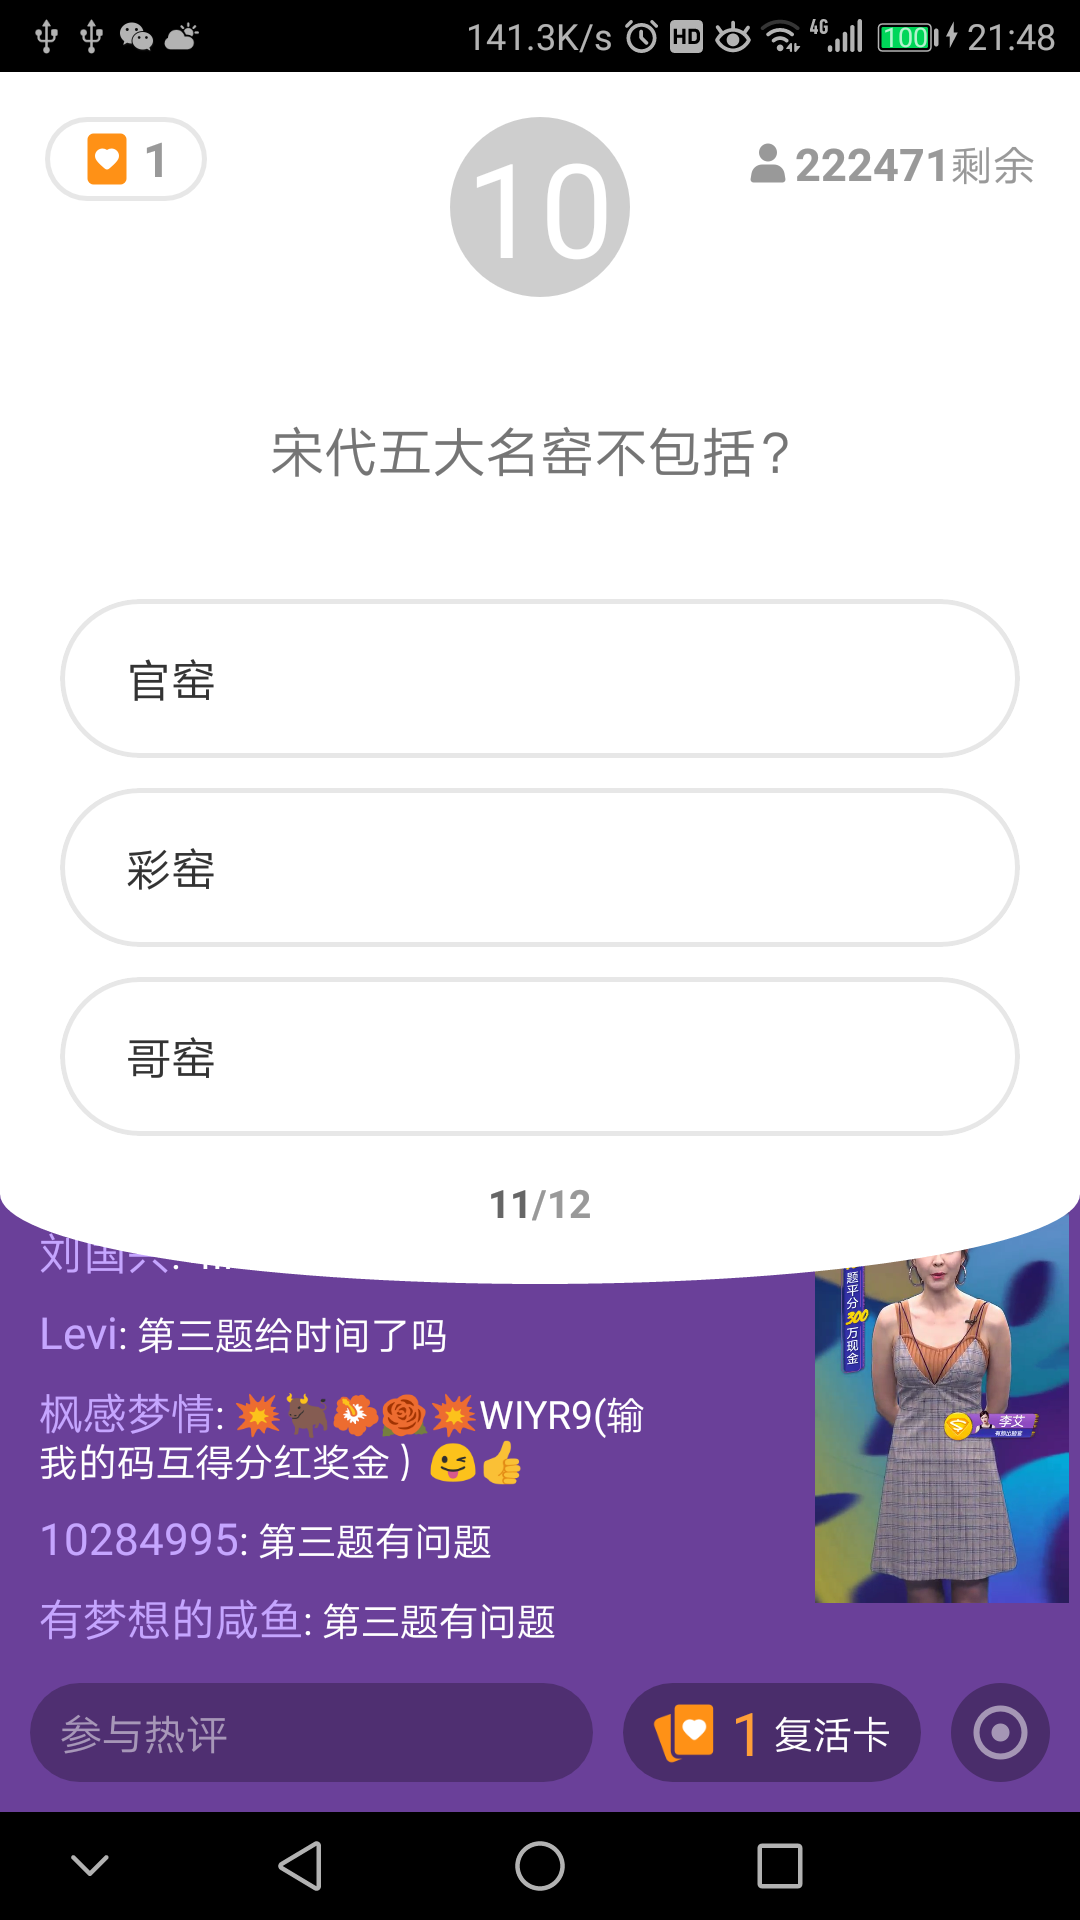 141.3K/s HD 4G 100 21:48
1
10
222471剩余
宋代五大名窑不包括?
官窑
彩窑
哥窑
11/12
Levi: 第三题给时间了吗
枫感梦情: 💥🐂🌺🌹💥WIYR9(输
我的码互得分红奖金）😜👍
10284995: 第三题有问题
有梦想的咸鱼: 第三题有问题
题平分300万现金
李艾
参与热评
1 复活卡